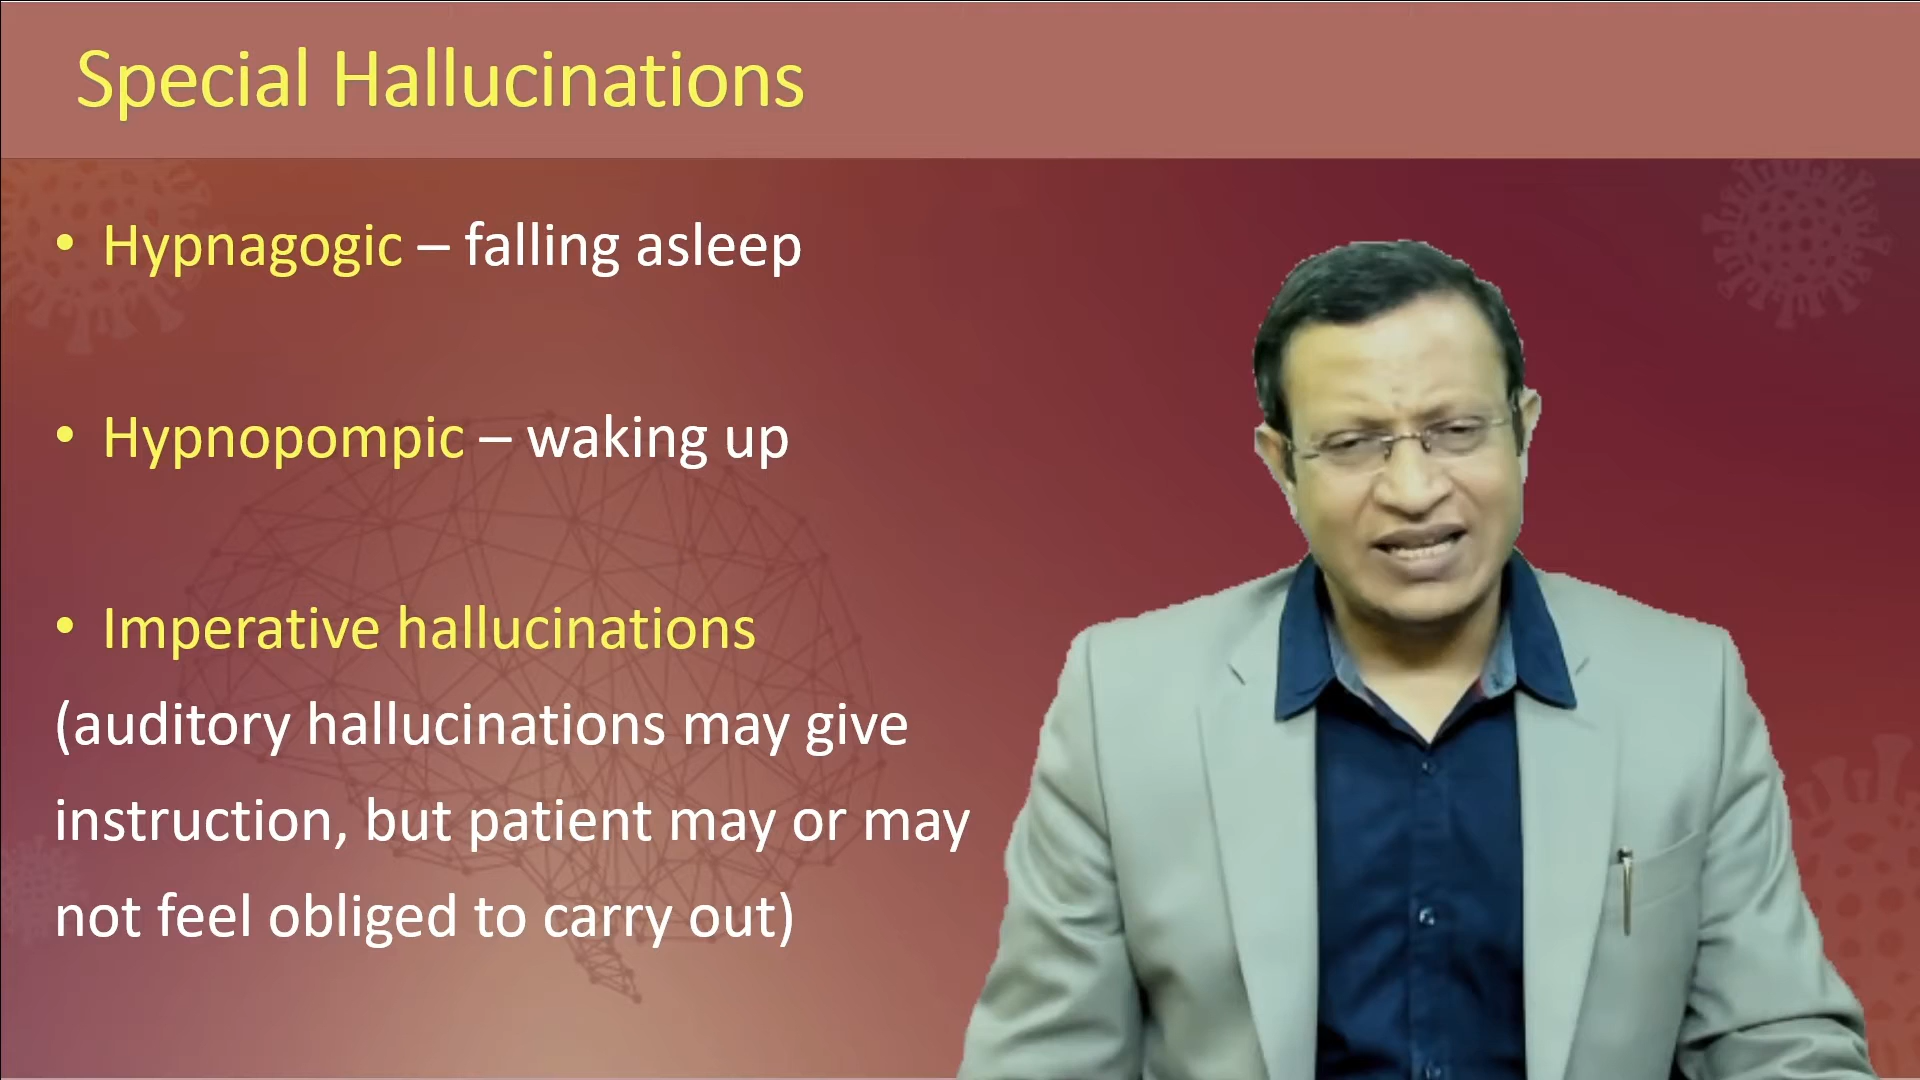 Special Hallucinations
• Hypnagogic – falling asleep
• Hypnopompic – waking up
• Imperative hallucinations
(auditory hallucinations may give
instruction, but patient may or may
not feel obliged to carry out)